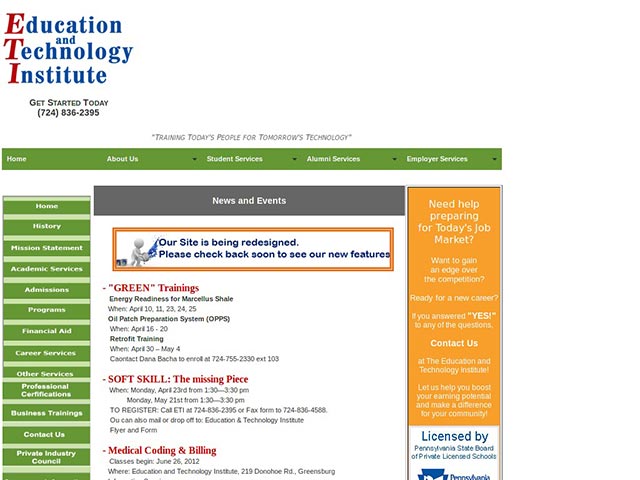 Education
and
Technology
Institute
Get Started Today
(724) 836-2395
"Training Today's People for Tomorrow's Technology"
Home About Us Student Services Alumni Services Employer Services
Home
History
Mission Statement
Academic Services
Admissions
Programs
Financial Aid
Career Services
Other Services
Professional
Cerfifications
Business Trainings
Contact Us
Private Industry
Council
News and Events
Our Site is being redesigned.
Please check back soon to see our new features
- "GREEN" Trainings
Energy Readiness for Marcellus Shale
When: April 10, 11, 23, 24, 25
Oil Patch Preparation System (OPPS)
When: April 16 - 20
Retrofit Training
When: April 30 – May 4
Caontact Dana Bacha to enroll at 724-755-2330 ext 103
- SOFT SKILL: The missing Piece
When: Monday, April 23rd from 1:30—3:30 pm
Monday, May 21st from 1:30—3:30 pm
TO REGISTER: Call ETI at 724-836-2395 or Fax form to 724-836-4588.
Ou can also mail or drop off to: Education & Technology Institute
Flyer and Form
- Medical Coding & Billing
Classes begin: June 26, 2012
Where: Education and Technology Institute, 219 Donohoe Rd., Greensburg
Need help
preparing
for Today's job
Market?
Want to gain
an edge over
the competition?
Ready for a new career?
If you answered "YES!"
to any of the questions,
Contact Us
at The Education and
Technology Institute!
Let us help you boost
your earning potential
and make a difference
for your community!
Licensed by
Pennsylvania State Board
of Private Licensed Schools
Pennsylvania